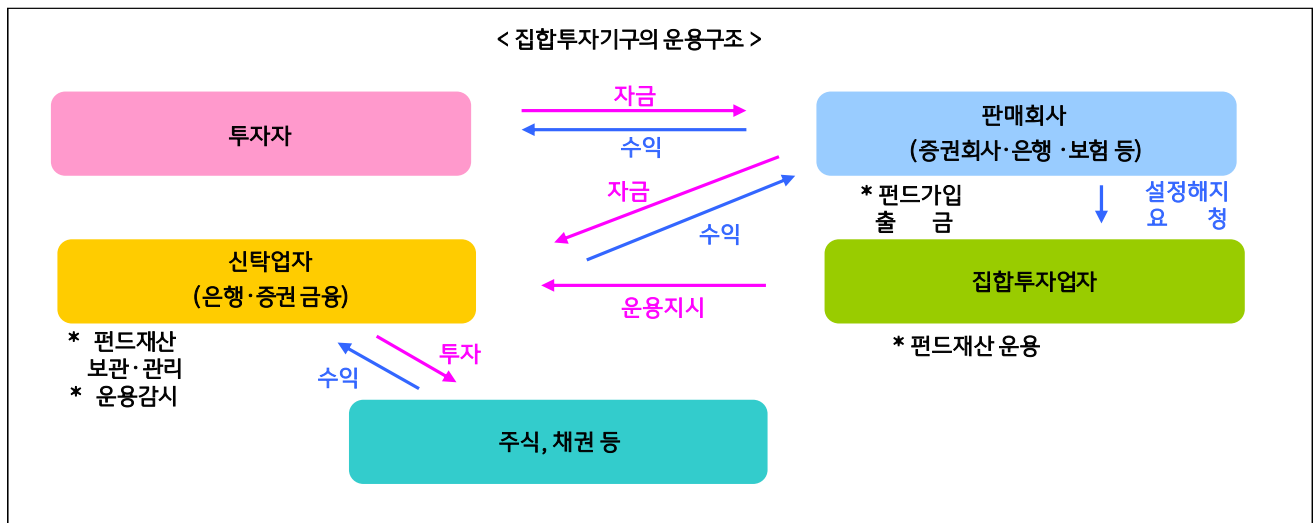 < 집합투자기구의 운용구조 >
투자자
자금
수익
판매회사
(증권회사·은행 ·보험 등)
자금
수익
* 펀드가입
출 금
설정해지
요 청
신탁업자
(은행·증권 금융)
운용지시
집합투자업자
* 펀드재산
보관·관리
* 운용감시
* 펀드재산 운용
수익
투자
주식, 채권 등